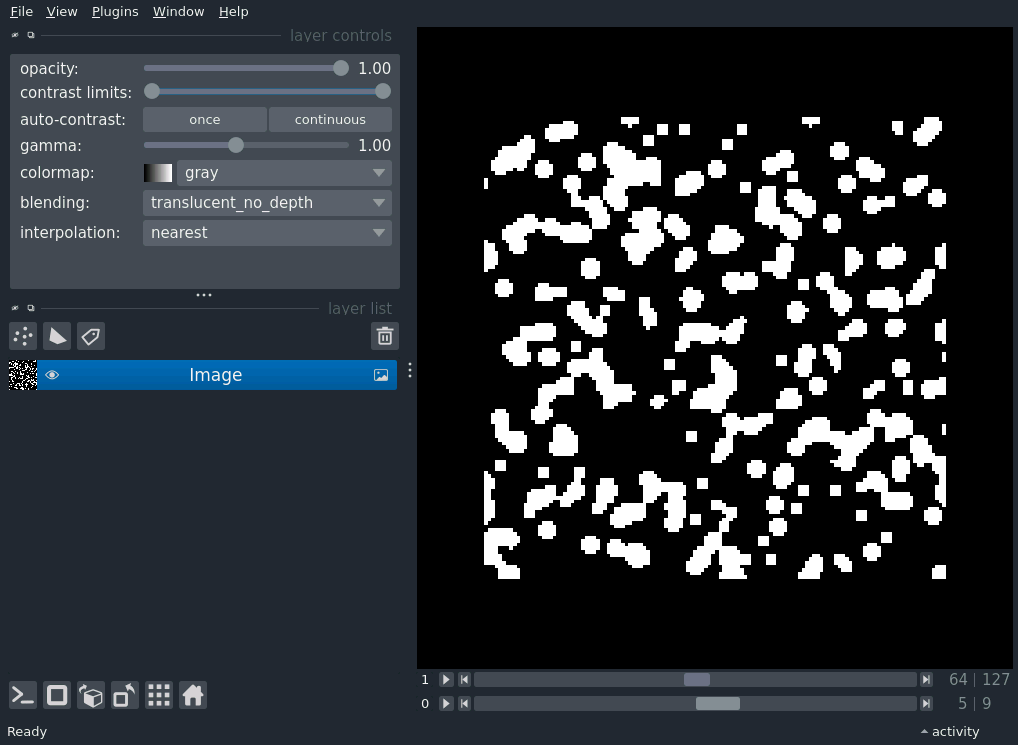 File View Plugins Window Help
layer controls
opacity: 1.00
contrast limits:
auto-contrast: once continuous
gamma: 1.00
colormap: gray
blending: translucent_no_depth
interpolation: nearest
layer list
Image
1 64 | 127
0 5 | 9
Ready activity